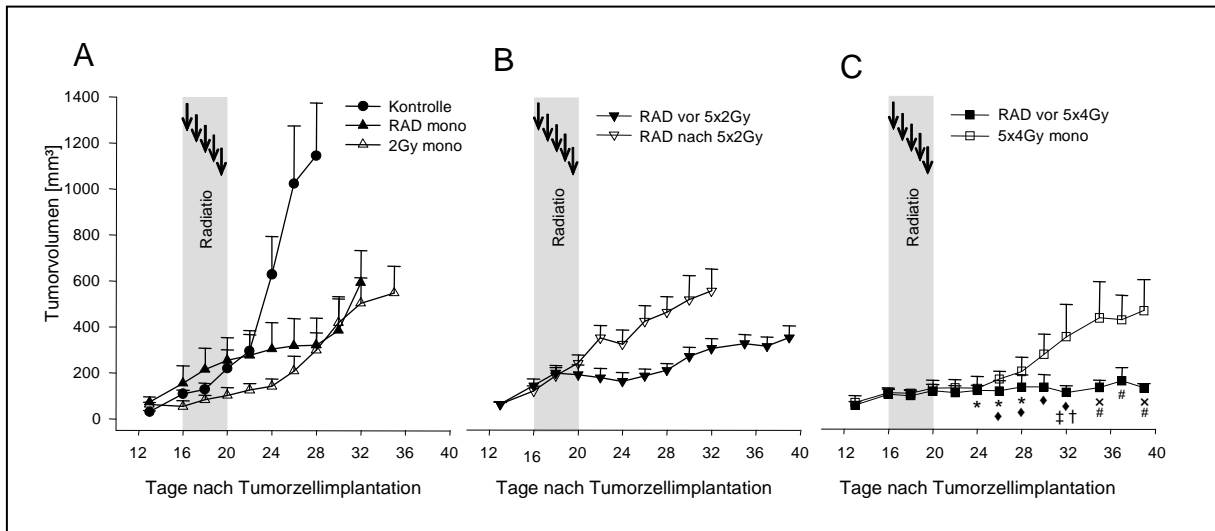 A
B
C
Kontrolle
RAD mono
2Gy mono
RAD vor 5x2Gy
RAD nach 5x2Gy
RAD vor 5x4Gy
5x4Gy mono
Tumorvolumen [mm³]
1400
1200
1000
800
600
400
200
0
Radiatio
Radiatio
Radiatio
* * * ♦ ♦ × # ×
♦ ♦ ‡ † # #
12 16 20 24 28 32 36
12 16 20 24 28 32 36 40
12 16 20 24 28 32 36 40
Tage nach Tumorzellimplantation
Tage nach Tumorzellimplantation
Tage nach Tumorzellimplantation